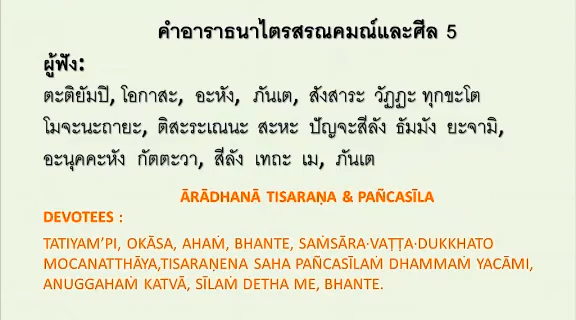 คำอาราธนาไตรสรณคมณ์และศีล 5
ผู้ฟัง:
ตะติยัมปิ, โอกาสะ, อะหัง, ภันเต, สังสาระ วัฏฏะ ทุกขะโต
โมจะนะถายะ, ติสะระเณนะ สะหะ ปัญจะสีลัง ธัมมัง ยะจามิ,
อะนุคคะหัง กัตตะวา, สีลัง เทถะ เม, ภันเต
ĀRĀDHANĀ TISARAṆA & PAÑCASĪLA
DEVOTEES :
TATIYAM'PI, OKĀSA, AHAṀ, BHANTE, SAṀSĀRA·VAṬṬA·DUKKHATO
MOCANATTHĀYA,TISARAṆENA SAHA PAÑCASĪLAṀ DHAMMAṀ YACĀMI,
ANUGGAHAṀ KATVĀ, SĪLAṀ DETHA ME, BHANTE.